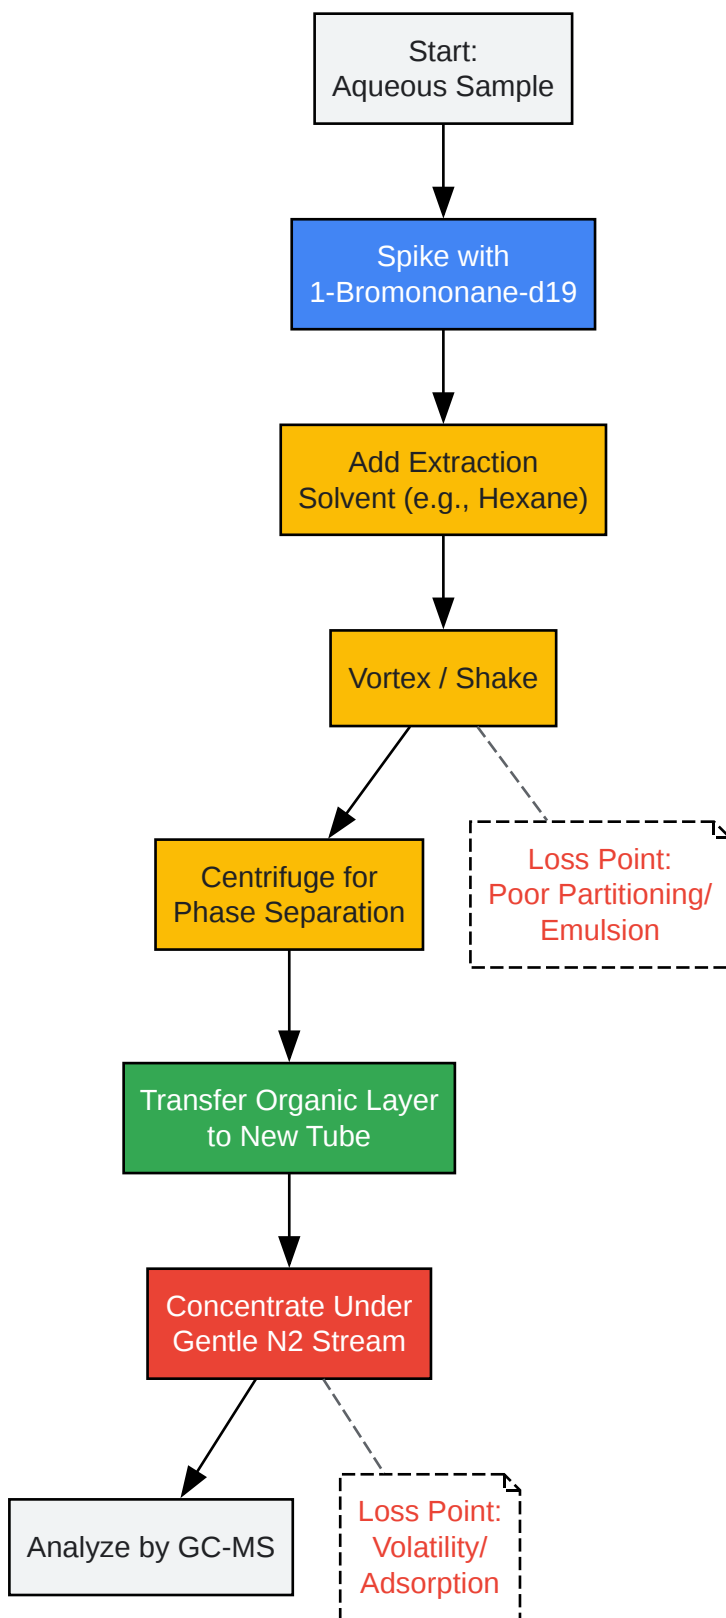 Start:
Aqueous Sample
Spike with
1-Bromononane-d19
Add Extraction
Solvent (e.g., Hexane)
Vortex / Shake
Centrifuge for
Phase Separation
Loss Point:
Poor Partitioning/
Emulsion
Transfer Organic Layer
to New Tube
Concentrate Under
Gentle N2 Stream
Analyze by GC-MS
Loss Point:
Volatility/
Adsorption